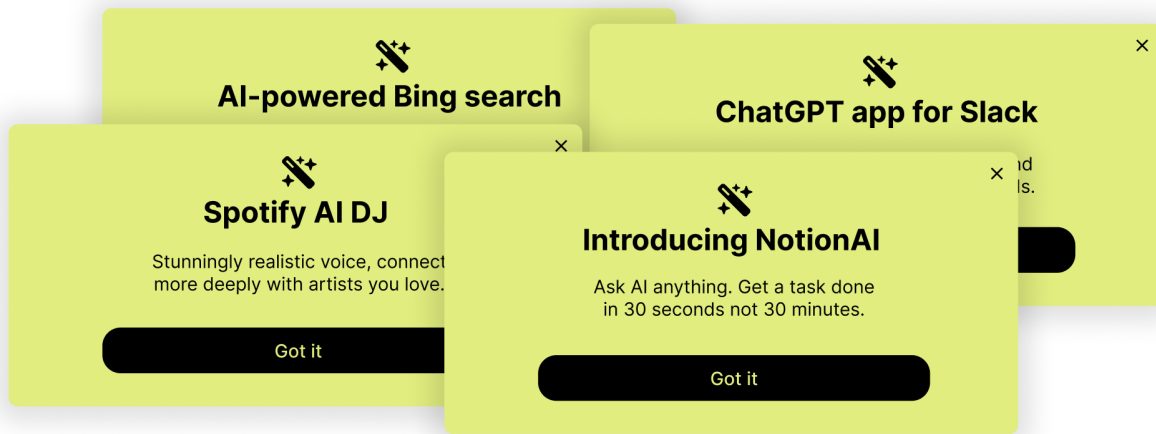 AI-powered Bing search
ChatGPT app for Slack
Spotify AI DJ
Stunningly realistic voice, connect
more deeply with artists you love.
Got it
Introducing NotionAI
Ask AI anything. Get a task done
in 30 seconds not 30 minutes.
Got it